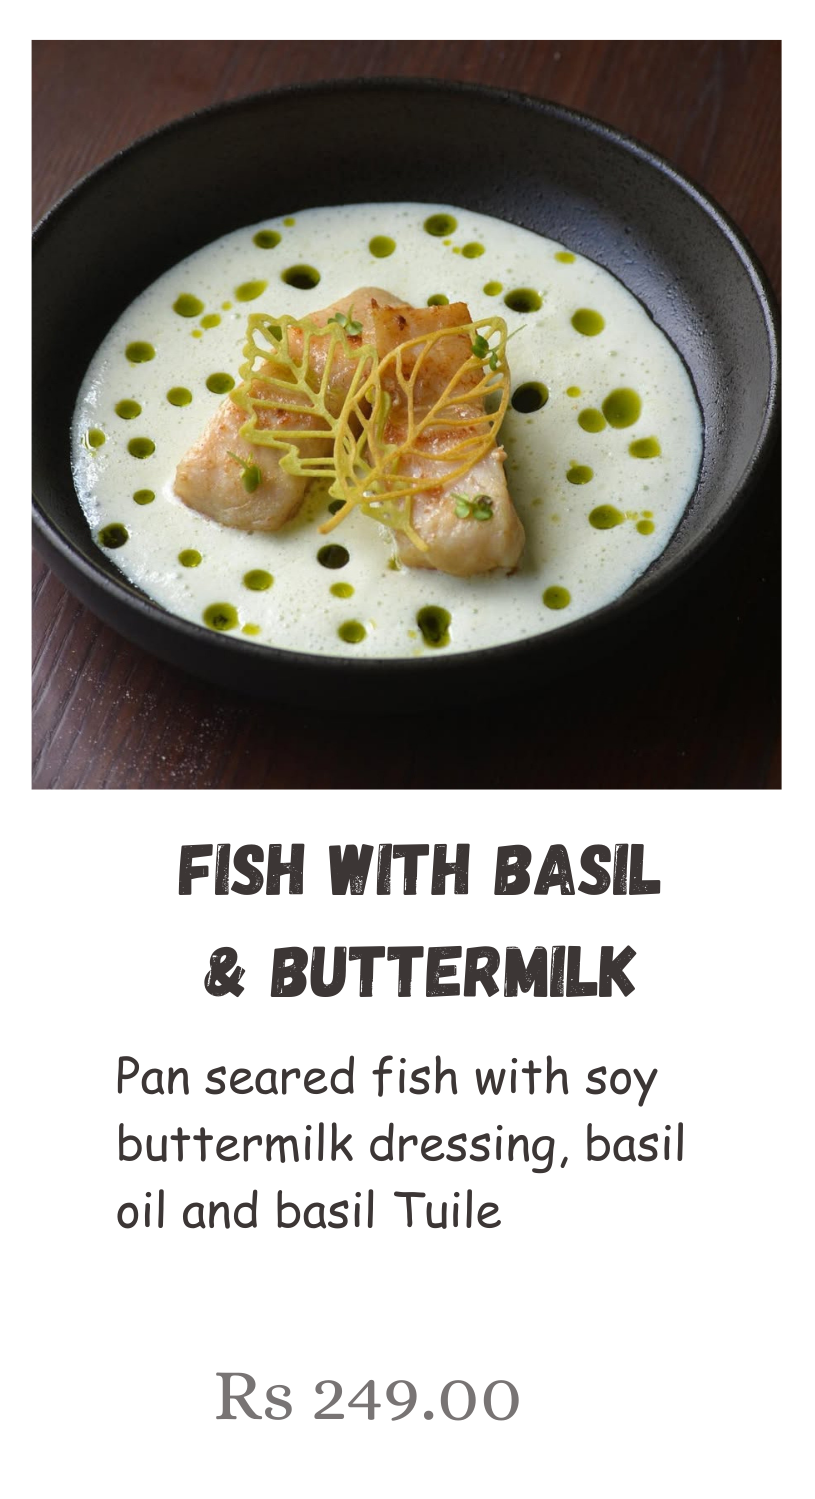 FISH WITH BASIL
& BUTTERMILK
Pan seared fish with soy
buttermilk dressing, basil
oil and basil Tuile
Rs 249.00